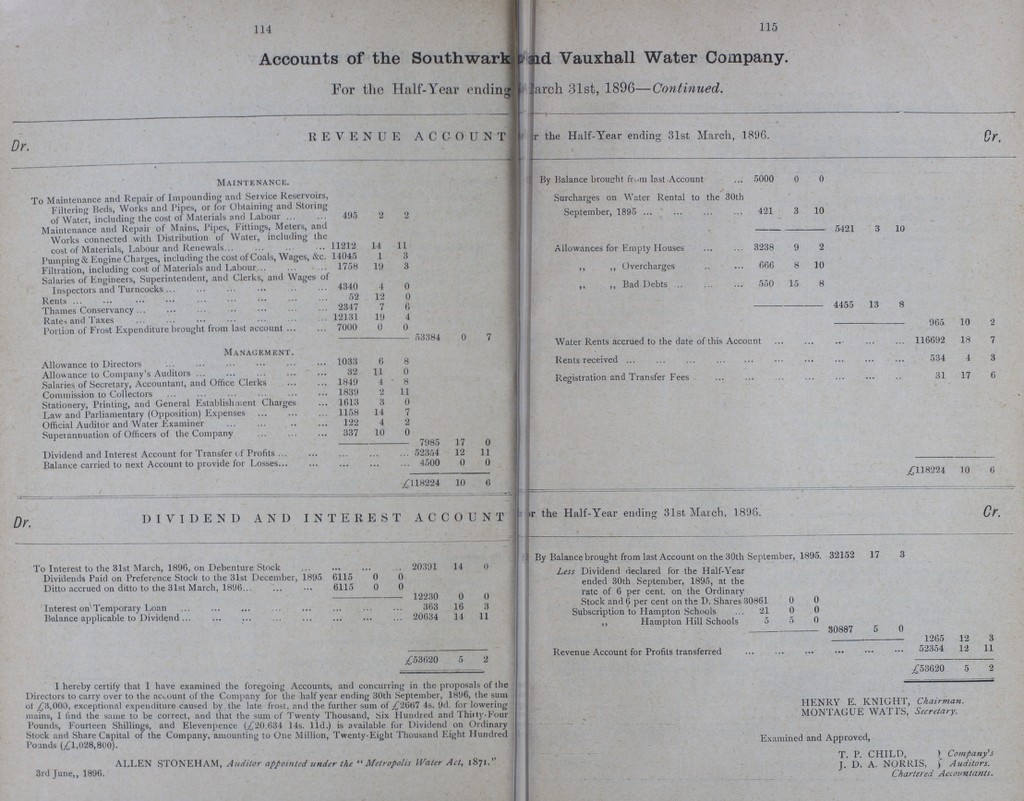 114
115
Accounts of the Southwark and Vauxhall Water Company.
For the Half-Year ending March 31st, 1896—Continued.
Dr. REVENUE ACCOUNT
MAINTENANCE.
To Maintenance and Repair of Impounding and Service Reservoirs,
Filtering Beds, Works and Pipes, or for Obtaining and Storing
of Water, including the cost of Materials and Labour ... ... 495 2 2
Maintenance and Repair of Mains, Pipes, Fittings, Meters, and
Works connected with Distribution of Water, including the
cost of Materials, Labour and Renewals... ... ... ... 11212 14 11
Pumping & Engine Charges, including the cost of Coals, Wages, &c. 14045 1 3
Filtration, including cost of Materials and Labour... ... ... 1758 19 3
Salaries of Engineers, Superintendent, and Clerks, and Wages of
Inspectors and Turncocks ... ... ... ... ... ... 4340 4 0
Rents ... ... ... ... ... ... ... ... ... 52 12 0
Thames Conservancy ... ... ... ... ... ... ... 2347 7 6
Rates and Taxes ... ... ... ... ... ... ... 12131 19 4
Portion of Frost Expenditure brought from last account ... ... 7000 0 0
53384 0 7
MANAGEMENT.
Allowance to Directors ... ... ... ... ... ... 1033 6 8
Allowance to Company's Auditors ... ... ... ... ... 32 11 0
Salaries of Secretary, Accountant, and Office Clerks ... ... 1849 4 8
Commission to Collectors ... ... ... ... ... ... 1839 2 11
Stationery, Printing, and General Establishment Charges ... 1613 3 0
Law and Parliamentary (Opposition) Expenses ... ... ... 1158 14 7
Official Auditor and Water Examiner ... ... ... ... 122 4 2
Superannuation of Officers of the Company ... ... ... 337 10 0
7985 17 0
Dividend and Interest Account for Transfer of Profits ... ... ... ... 52354 12 11
Balance carried to next Account to provide for Losses... ... ... ... ... 4500 0 0
£118224 10 6
r the Half-Year ending 31st March, 1896. Cr.
By Balance brought from last Account ... 5000 0 0
Surcharges on Water Rental to the 30th
September, 1895 ... ... ... ... 421 3 10
5421 3 10
Allowances for Empty Houses ... ... 3238 9 2
,, ,, Overcharges .. ... 666 8 10
,, ,, Bad Debts ... ... ... 550 15 8
4455 13 8
965 10 2
Water Rents accrued to the date of this Account ... ... ... ... ... 116692 18 7
Rents received ... ... ... ... ... ... ... ... ... 534 4 3
Registration and Transfer Fees ... ... ... ... ... ... ... 31 17 6
£118224 10 6
Dr. DIVIDEND AND INTEREST ACCOUNT
To Interest to the 31st March, 1896, on Debenture Stock ... ... ... ... 20391 14 0
Dividends Paid on Preference Stock to the 31st December, 1895 6115 0 0
Ditto accrued on ditto to the 31st March, 1896... ... ... 6115 0 0
12230 0 0
Interest on Temporary Loan ... ... ... ... ... ... ... 363 16 3
Balance applicable to Dividend ... ... ... ... ... ... ... ... 20634 14 11
£53620 5 2
or the Half-Year ending 31st March, 1896. Cr.
By Balance brought from last Account on the 30th September, 1895. 32152 17 3
Less Dividend declared for the Half-Year
ended 30th September, 1895, at the
rate of 6 per cent. on the Ordinary
Stock and 6 per cent on the D. Shares 30861 0 0
Subscription to Hampton Schools ... 21 0 0
,, Hampton Hill Schools 5 5 0
30887 5 0
1265 12 3
Revenue Account for Profits transferred ... ... ... ... ... ... 52354 12 11
£53620 5 2
I hereby certify that I have examined the foregoing Accounts, and concurring in the proposals of the
Directors to carry over to the account of the Company for the half year ending 30th September, 1896, the sum
of £3,000, exceptional expenditure caused by the late frost, and the further sum of £2667 4s. 9d. for lowering
mains, I find the same to be correct, and that the sum of Twenty Thousand, Six Hundred and Thirty-Four
Pounds, Fourteen Shillings, and Elevenpence (£20.634 14s. 11d.) is available for Dividend on Ordinary
Stock and Share Capital of the Company, amounting to One Million, Twenty-Eight Thousand Eight Hundred
Pounds (£1,028,800).
ALLEN STONEHAM, Auditor appointed under the "Metropolis Water Act, 1871."
3rd June,, 1896.
HENRY E. KNIGHT, Chairman.
MONTAGUE WATTS, Secretary.
Examined and Approved,
T. P. CHILD, } Company's
J. D. A. NORRIS, } Auditors.
Chartered Accountants.